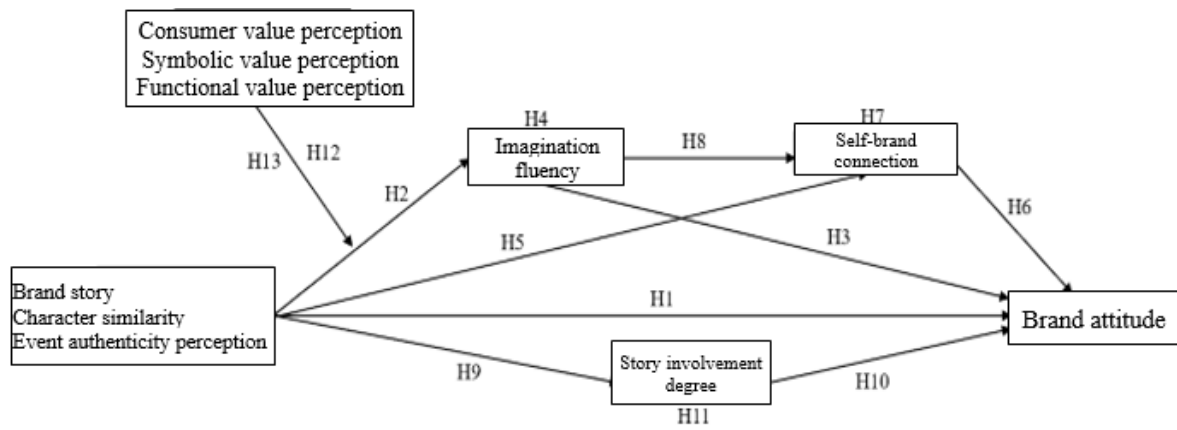 Consumer value perception
Symbolic value perception
Functional value perception
H4
H7
Imagination
fluency
H8
Self-brand
connection
H13
H12
H2
H6
H5
H3
Brand story
Character similarity
Event authenticity perception
H1
Brand attitude
H9
Story involvement
degree
H10
H11